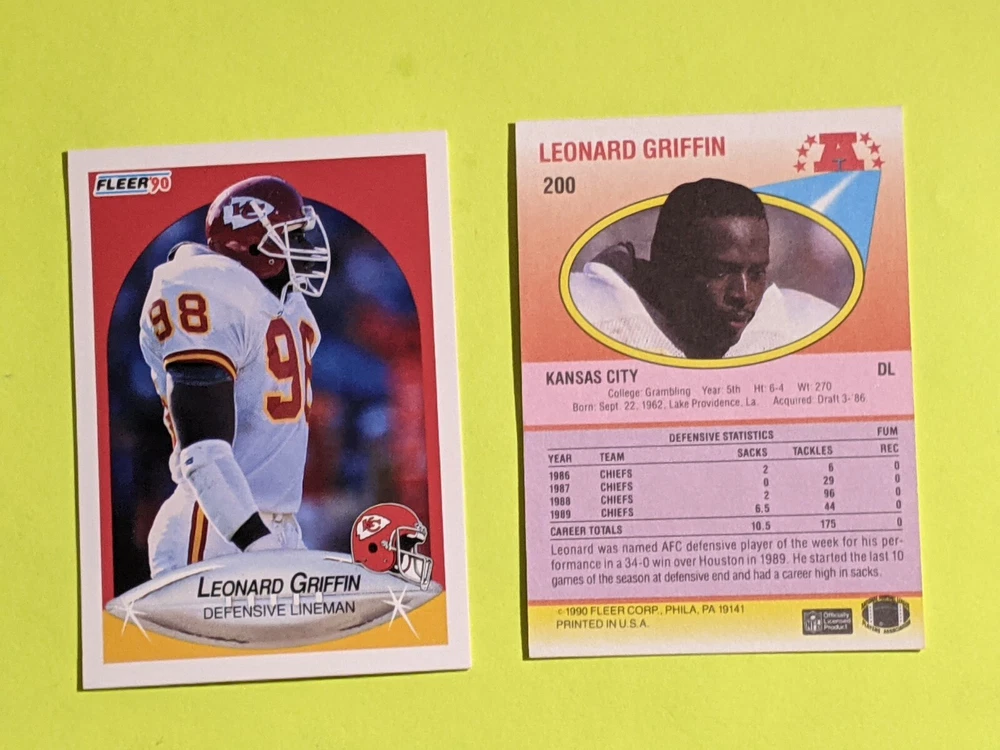 FLEER '90
98
98
KC
KC
LEONARD GRIFFIN
DEFENSIVE LINEMAN
LEONARD GRIFFIN
A
200
KANSAS CITY DL
College: Grambling Year: 5th Ht: 6-4 Wt: 270
Born: Sept. 22, 1962, Lake Providence, La. Acquired: Draft 3-'86
DEFENSIVE STATISTICS FUM
YEAR TEAM SACKS TACKLES REC
1986 CHIEFS 2 6 0
1987 CHIEFS 0 29 0
1988 CHIEFS 2 96 0
1989 CHIEFS 6.5 44 0
CAREER TOTALS 10.5 175 0
Leonard was named AFC defensive player of the week for his per-
formance in a 34-0 win over Houston in 1989. He started the last 10
games of the season at defensive end and had a career high in sacks.
©1990 FLEER CORP., PHILA, PA 19141
PRINTED IN U.S.A.
NFL
Officially
Licensed
Product